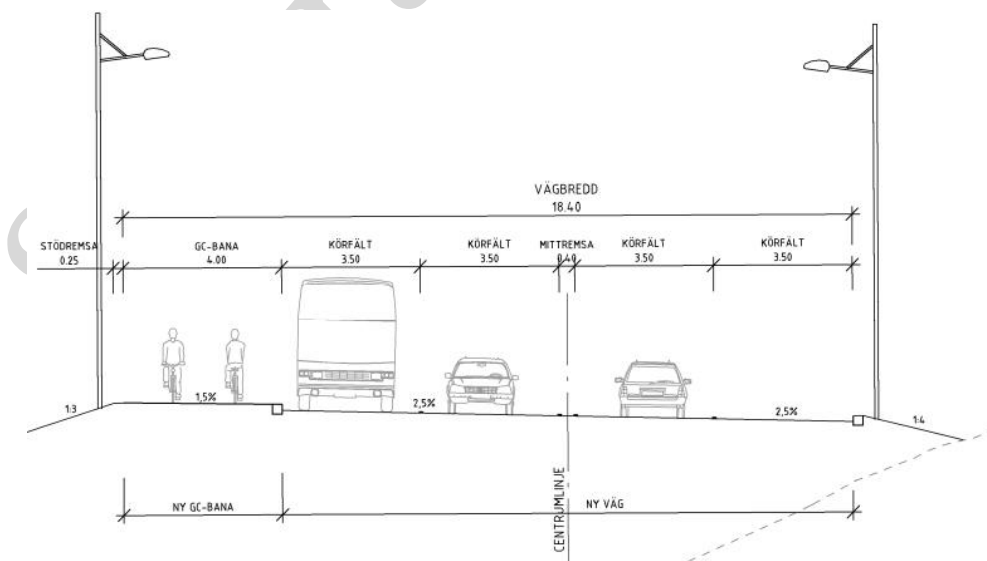 VÄGBREDD
18.40
STÖDREMSA
0.25
GC-BANA
4.00
KÖRFÄLT
3.50
KÖRFÄLT
3.50
MITTREMSA
0.40
KÖRFÄLT
3.50
KÖRFÄLT
3.50
1:3
1,5%
2,5%
2,5%
1:4
NY GC-BANA
CENTRUMLINJE
NY VÄG